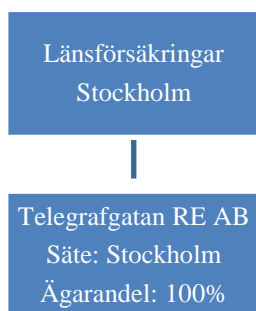 Länsförsäkringar
Stockholm
Telegrafgatan RE AB
Säte: Stockholm
Ägarandel: 100%